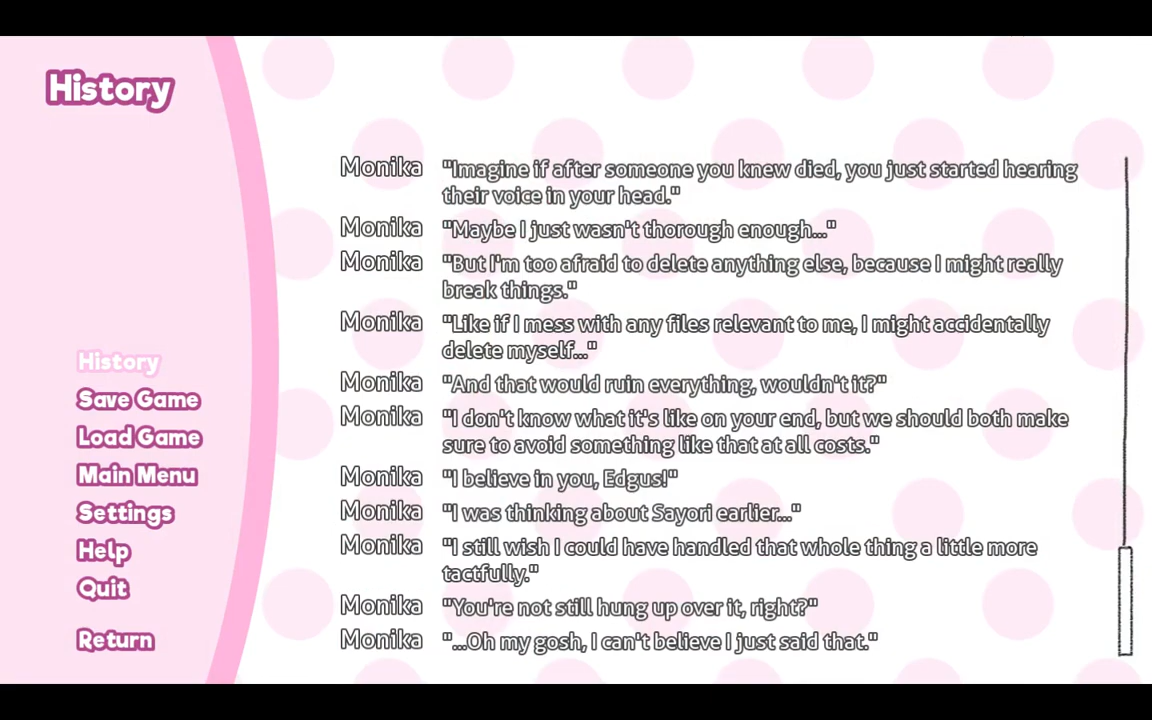 History
Monika "Imagine if after someone you knew died, you just started hearing
their voice in your head."
Monika "Maybe I just wasn't thorough enough..."
Monika "But I'm too afraid to delete anything else, because I might really
break things."
Monika "Like if I mess with any files relevant to me, I might accidentally
delete myself..."
Monika "And that would ruin everything, wouldn't it?"
Monika "I don't know what it's like on your end, but we should both make
sure to avoid something like that at all costs."
Monika "I believe in you, Edgus!"
Monika "I was thinking about Sayori earlier..."
Monika "I still wish I could have handled that whole thing a little more
tactfully."
Monika "You're not still hung up over it, right?"
Monika "...Oh my gosh, I can't believe I just said that."
History
Save Game
Load Game
Main Menu
Settings
Help
Quit
Return